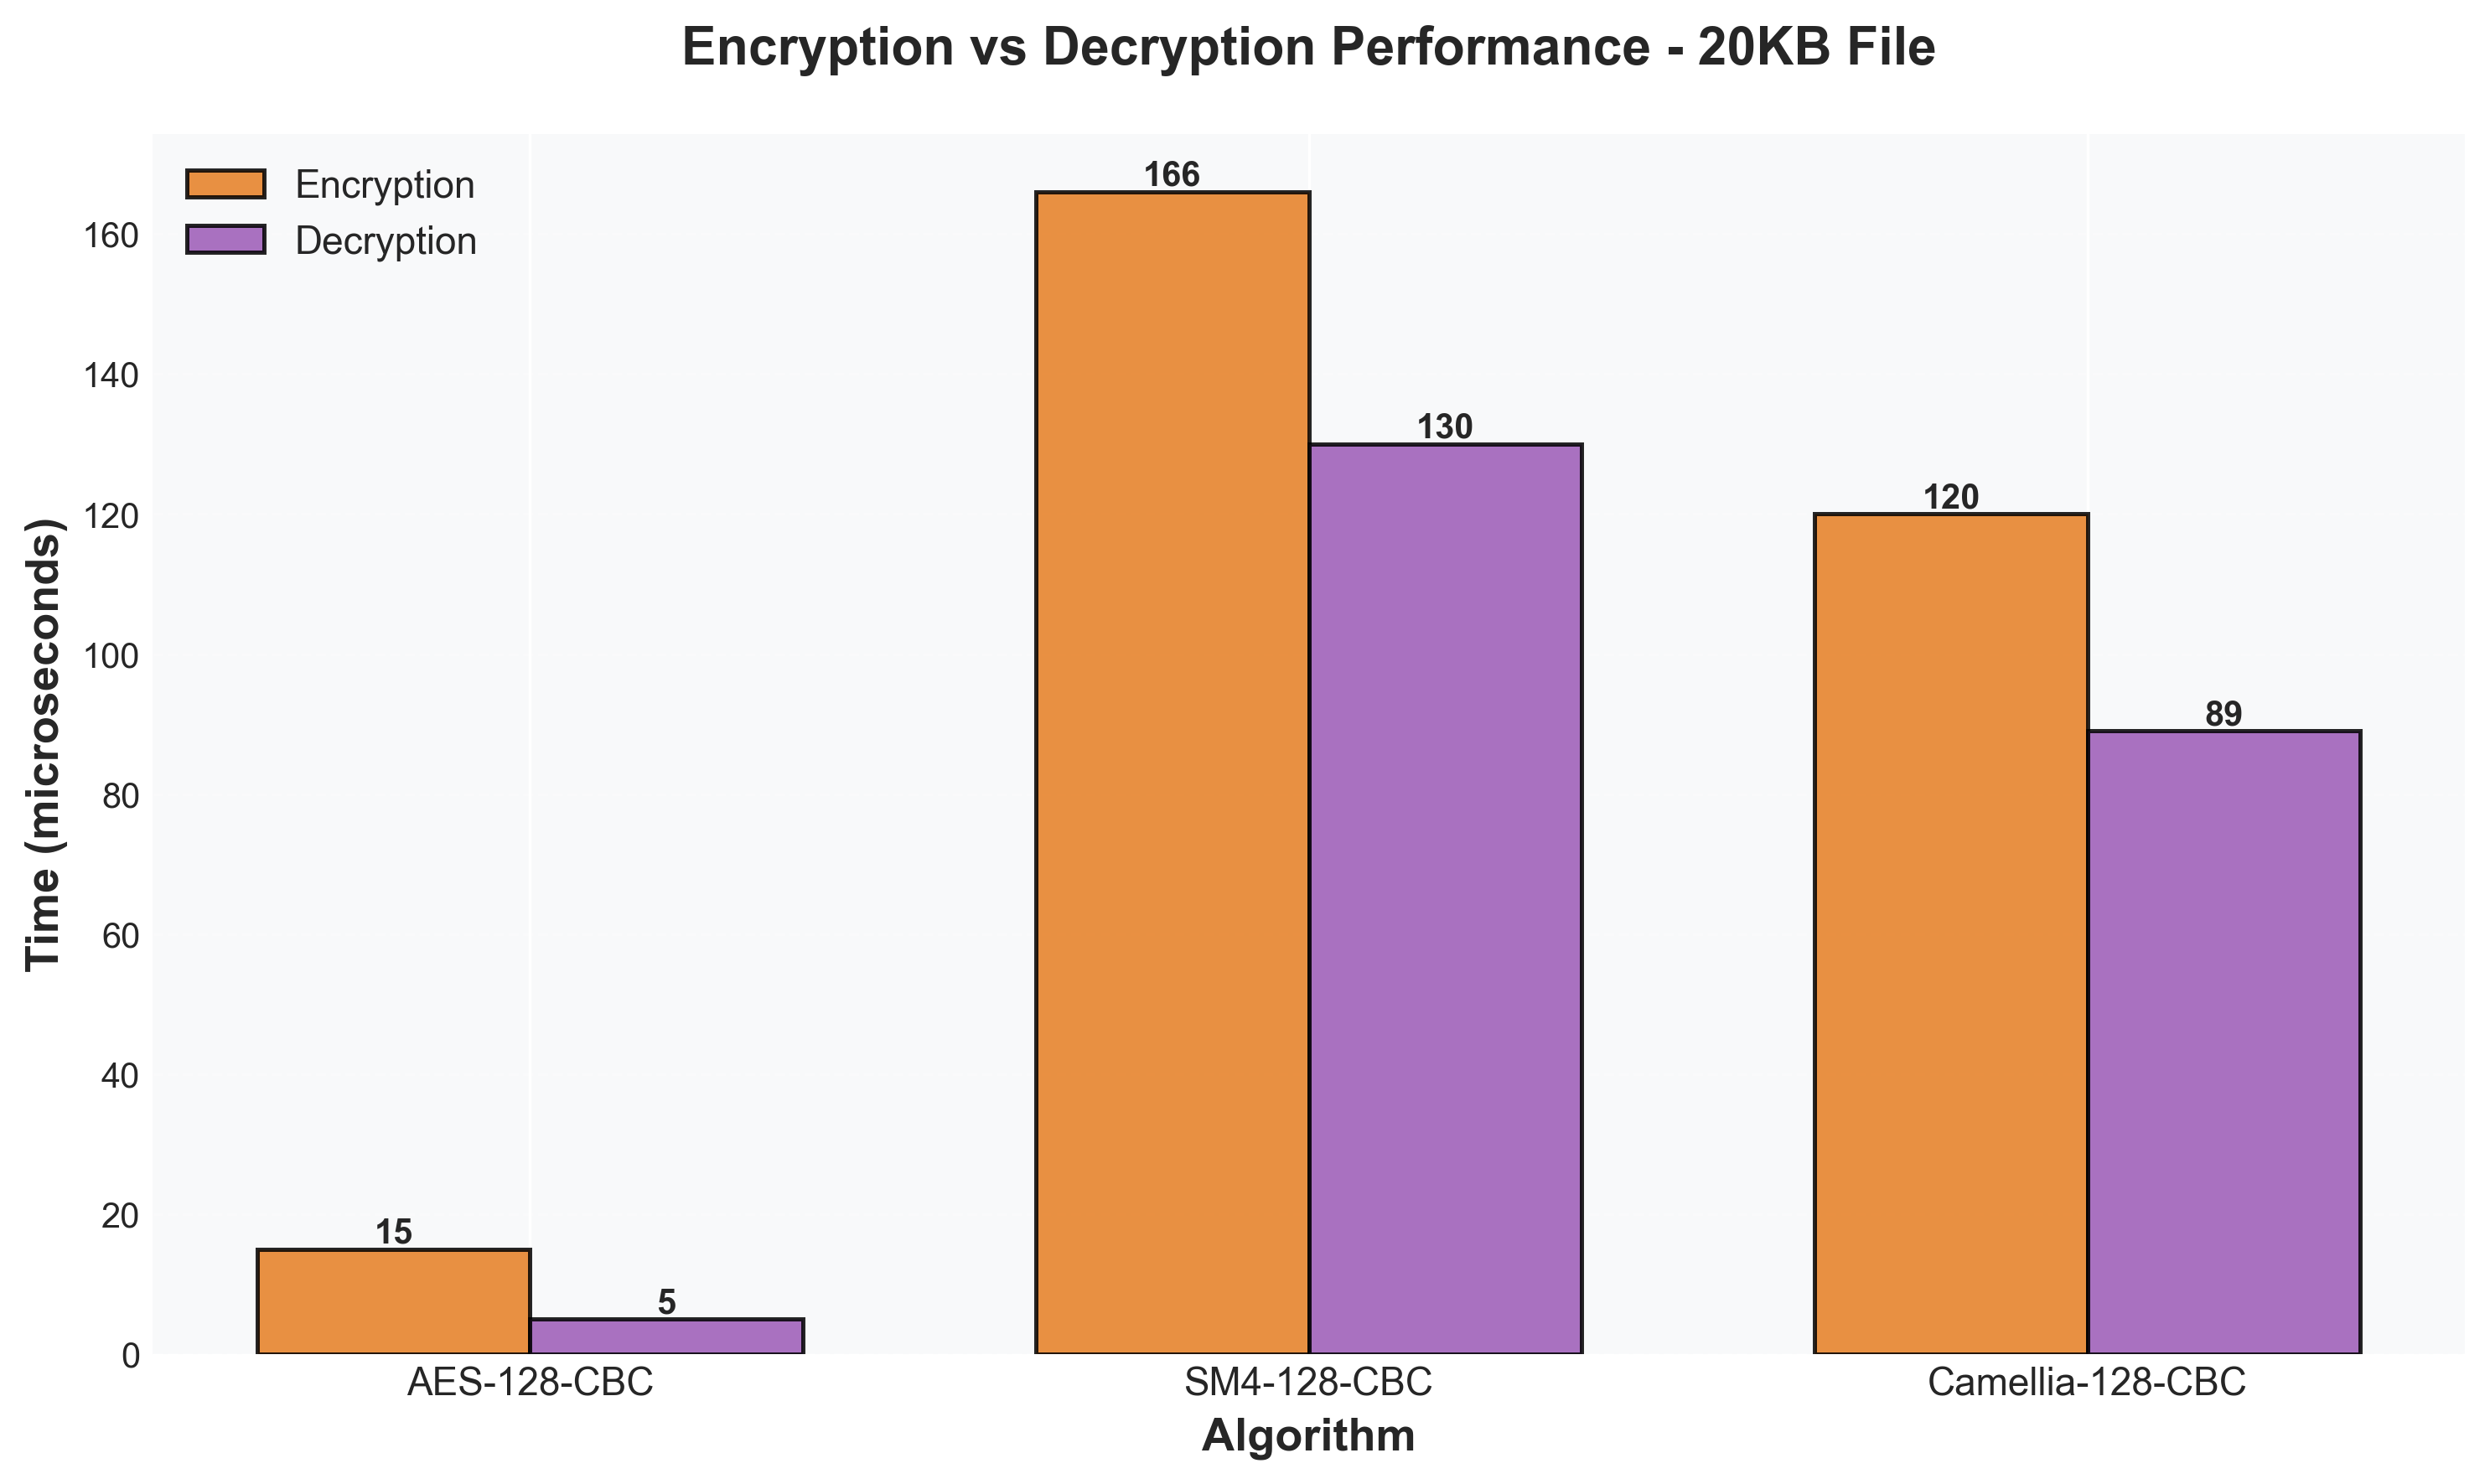 Encryption vs Decryption Performance - 20KB File
Encryption
Decryption
Time (microseconds)
160
140
120
100
80
60
40
20
0
166
130
120
89
15
5
AES-128-CBC
SM4-128-CBC
Camellia-128-CBC
Algorithm